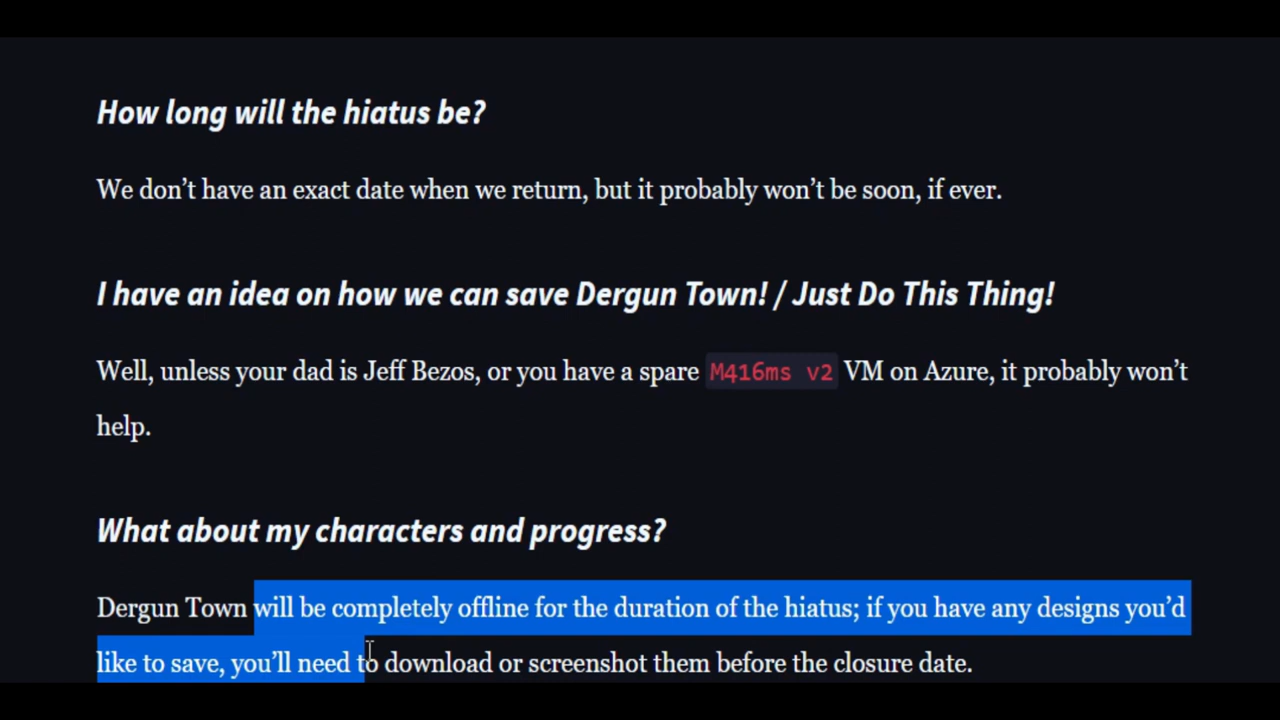 How long will the hiatus be?
We don’t have an exact date when we return, but it probably won’t be soon, if ever.
I have an idea on how we can save Dergun Town! / Just Do This Thing!
Well, unless your dad is Jeff Bezos, or you have a spare M416ms v2 VM on Azure, it probably won’t
help.
What about my characters and progress?
Dergun Town will be completely offline for the duration of the hiatus; if you have any designs you’d
like to save, you’ll need to download or screenshot them before the closure date.